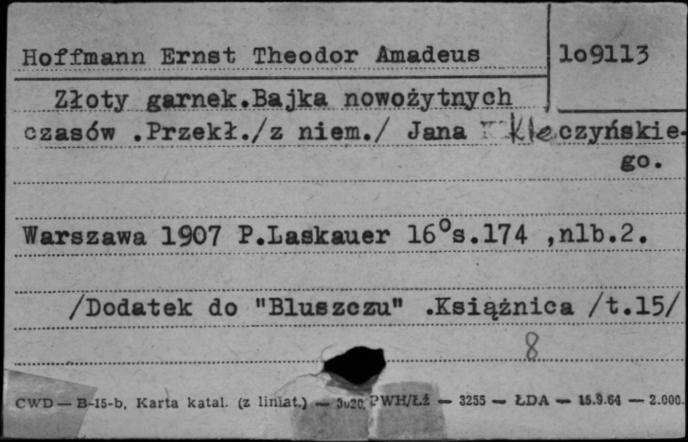 Hoffmann Ernst Theodor Amadeus
1o9113
Złoty garnek.Bajka nowożytnych
czasów .Przekł./z niem./ Jana Kleczyńskie-
go.
Warszawa 1907 P.Laskauer 16°s.174 ,nlb.2.
/Dodatek do "Bluszczu" .Książnica /t.15/
8
CWD — B-15-b, Karta katal. (z liniat.) — 3020 PWH/Łź — 3255 — ŁDA — 15.9.64 — 2.000.